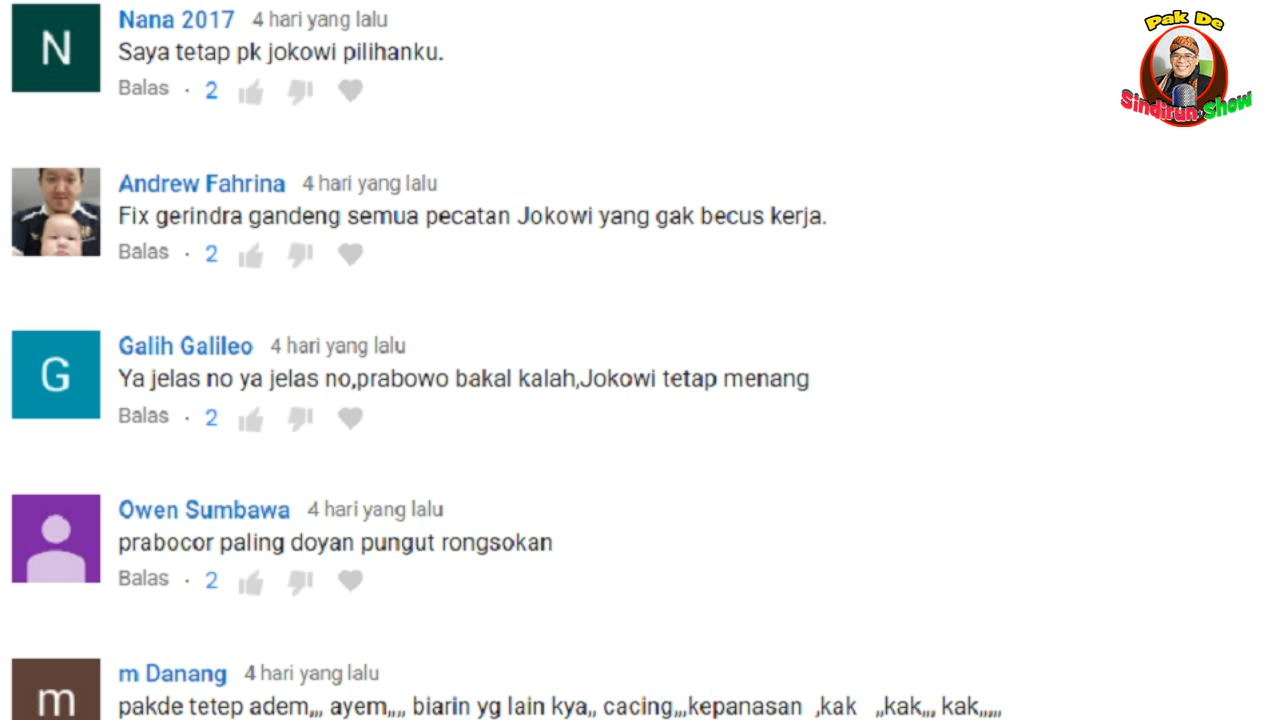 N
Nana 2017 4 hari yang lalu
Saya tetap pk jokowi pilihanku.
Balas · 2
Pak De
Sindirun Show
Andrew Fahrina 4 hari yang lalu
Fix gerindra gandeng semua pecatan Jokowi yang gak becus kerja.
Balas · 2
G
Galih Galileo 4 hari yang lalu
Ya jelas no ya jelas no,prabowo bakal kalah,Jokowi tetap menang
Balas · 2
Owen Sumbawa 4 hari yang lalu
prabocor paling doyan pungut rongsokan
Balas · 2
m
m Danang 4 hari yang lalu
pakde tetep adem,,, ayem,,,, biarin yg lain kya,, cacing,,,kepanasan ,kak ,,kak,,, kak,,,,,